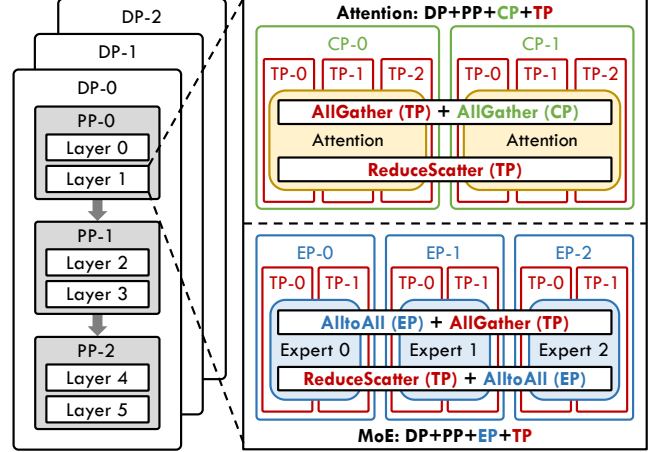 DP-2
DP-1
DP-0
PP-0
Layer 0
Layer 1
PP-1
Layer 2
Layer 3
PP-2
Layer 4
Layer 5
Attention: DP+PP+CP+TP
CP-0 CP-1
TP-0 TP-1 TP-2 TP-0 TP-1 TP-2
AllGather (TP) + AllGather (CP)
Attention Attention
ReduceScatter (TP)
EP-0 EP-1 EP-2
TP-0 TP-1 TP-0 TP-1 TP-0 TP-1
AlltoAll (EP) + AllGather (TP)
Expert 0 Expert 1 Expert 2
ReduceScatter (TP) + AlltoAll (EP)
MoE: DP+PP+EP+TP